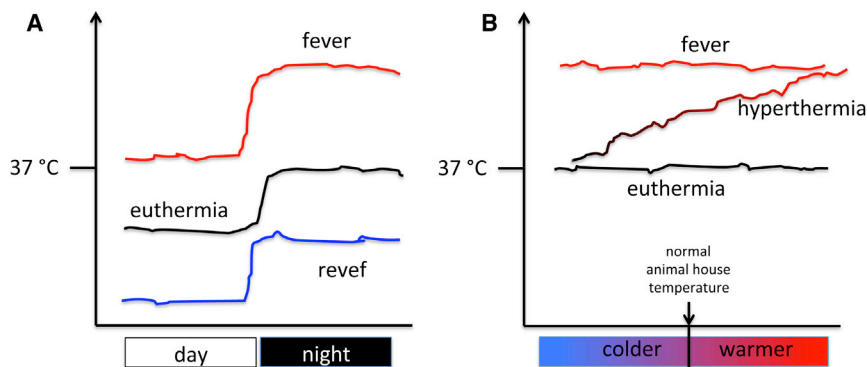 A
fever
37 °C
euthermia
revef
day
night
B
fever
hyperthermia
37 °C
euthermia
normal
animal house
temperature
colder
warmer